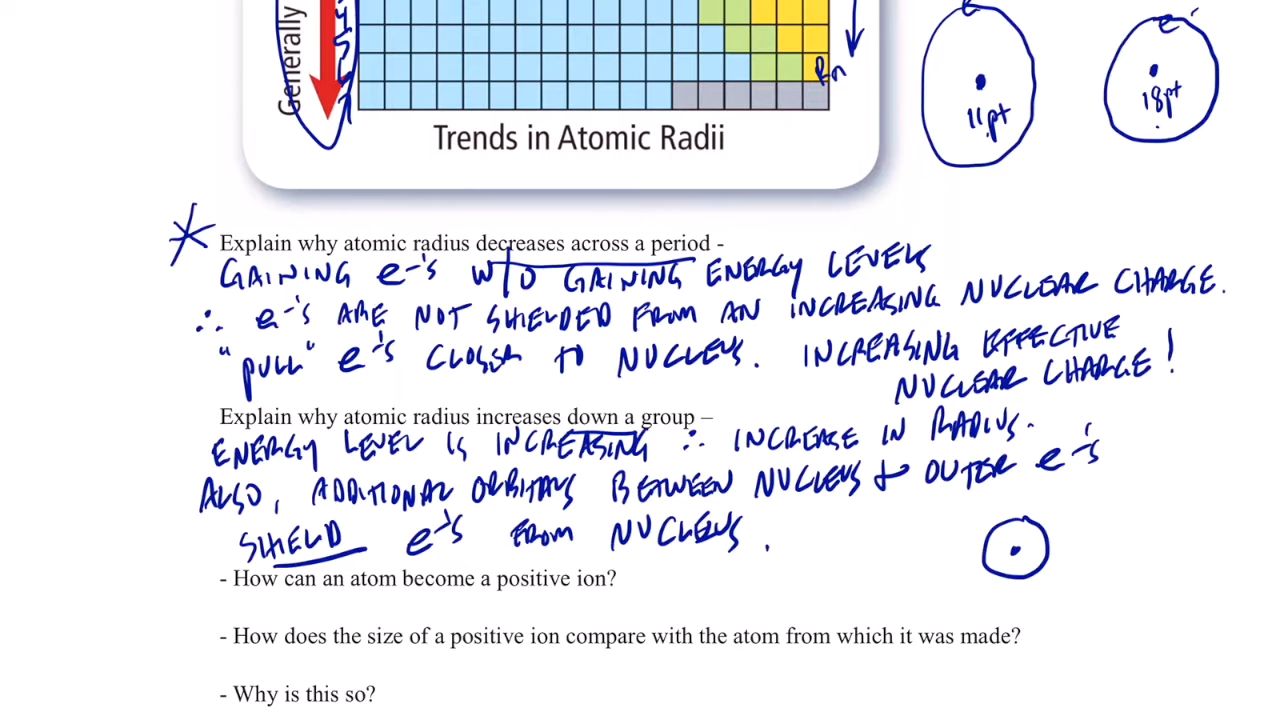 Generally
Rn
e-
e-
11p+
18p+
Trends in Atomic Radii
Explain why atomic radius decreases across a period -
GAINING e-'s w/o GAINING ENERGY LEVELS
∴ e-'s ARE NOT SHIELDED FROM AN INCREASING NUCLEAR CHARGE.
"PULL" e-'s CLOSER to NUCLEUS. INCREASING EFFECTIVE
NUCLEAR CHARGE!
Explain why atomic radius increases down a group –
ENERGY LEVEL IS INCREASING ∴ INCREASE IN RADIUS.
ALSO, ADDITIONAL ORBITALS BETWEEN NUCLEUS & OUTER e-'s
SHIELD e-'s FROM NUCLEUS.
- How can an atom become a positive ion?
- How does the size of a positive ion compare with the atom from which it was made?
- Why is this so?